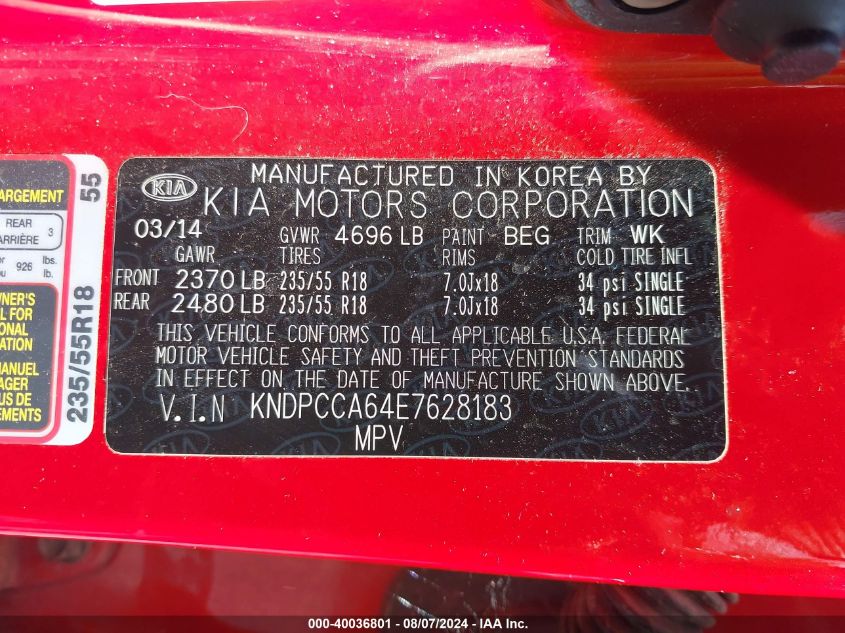 MANUFACTURED IN KOREA BY
KIA KIA MOTORS CORPORATION
03/14 GVWR 4696 LB PAINT BEG TRIM WK
GAWR TIRES RIMS COLD TIRE INFL
FRONT 2370 LB 235/55 R18 7.0Jx18 34 psi SINGLE
REAR 2480 LB 235/55 R18 7.0Jx18 34 psi SINGLE
THIS VEHICLE CONFORMS TO ALL APPLICABLE U.S.A. FEDERAL
MOTOR VEHICLE SAFETY AND THEFT PREVENTION STANDARDS
IN EFFECT ON THE DATE OF MANUFACTURE SHOWN ABOVE.
V.I.N KNDPCCA64E7628183
MPV
ARGEMENT
REAR
ARRIÈRE 3
926 lbs.
lb.
WNER'S
L FOR
ONAL
ATION
MANUEL
AGER
OUR
PLUS
235/55R18 55
000-40036801 - 08/07/2024 - IAA Inc.